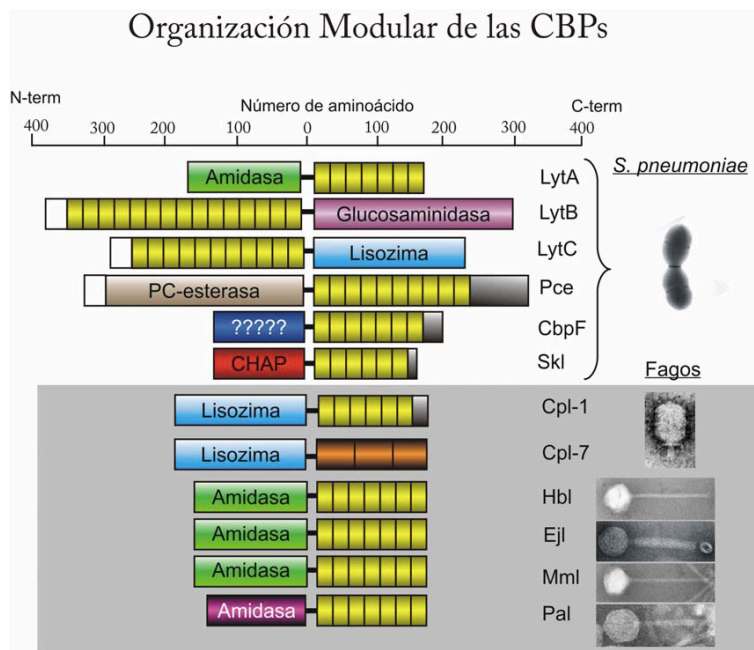 Organización Modular de las CBPs
N-term Número de aminoácido C-term
400 300 200 100 0 100 200 300 400
S. pneumoniae
Amidasa LytA
Glucosaminidasa LytB
Lisozima LytC
PC-esterasa Pce
????? CbpF
CHAP Skl
Fagos
Lisozima Cpl-1
Lisozima Cpl-7
Amidasa Hbl
Amidasa Ejl
Amidasa Mml
Amidasa Pal